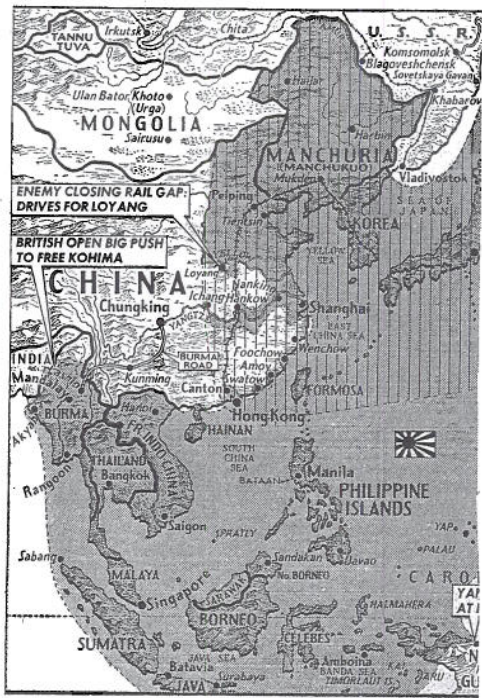 TANNU
TUVA
Irkutsk
Chita
U. S. S. R.
Komsomolsk
Blagoveshchensk
Sovetskaya Gavan
Khabarov
Ulan Bator
Khoto
(Urga)
Hailar
MONGOLIA
Sairusu
Harbin
MANCHURIA
(MANCHUKUO)
Mukden
Vladivostok
ENEMY CLOSING RAIL GAP:
DRIVES FOR LOYANG
Peiping
Tientsin
SEA OF
JAPAN
KOREA
BRITISH OPEN BIG PUSH
TO FREE KOHIMA
YELLOW
SEA
Loyang
CHINA
Nanking
Ichang
Hankow
Shanghai
Chungking
YANGTZE
EAST
CHINA SEA
INDIA
BURMA
ROAD
Foochow
Amoy
Swatow
Wenchow
Mandalay
Kunming
Canton
FORMOSA
Hong Kong
Hanoi
BURMA
HAINAN
Akyab
FR. INDO-CHINA
SOUTH
CHINA
SEA
THAILAND
Bangkok
Rangoon
Manila
BATAAN
PHILIPPINE
ISLANDS
Saigon
SPRATLY
YAP
PALAU
Sabang
Sandakan
Davao
No. BORNEO
MALAYA
CARO
Singapore
SARAWAK
YAN
AT
HALMAHERA
BORNEO
SUMATRA
CELEBES
N
Batavia
JAVA
SEA
Amboina
BANDA SEA
KAI
GU
JAVA
Surabaya
TIMORLAUT IS.
ARU